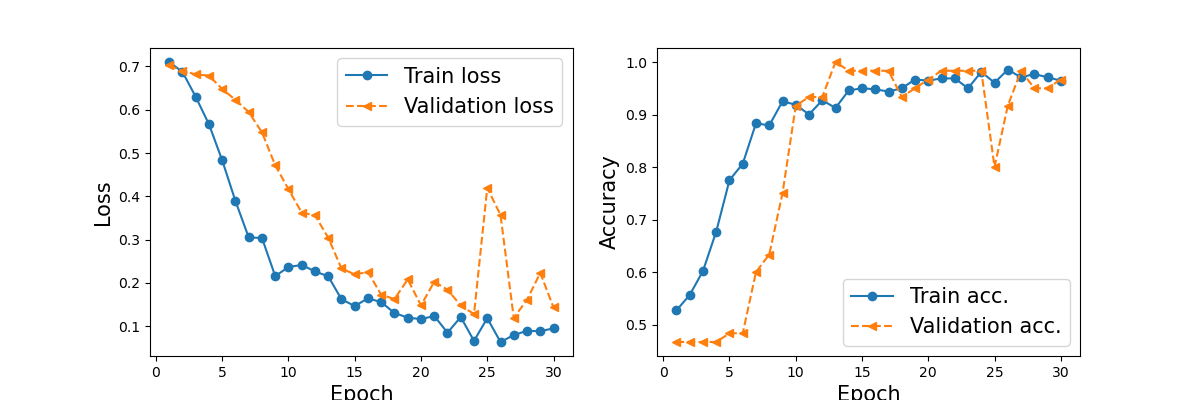 0.7
0.6
0.5
0.4
0.3
0.2
0.1
Loss
0 5 10 15 20 25 30
Epoch
Train loss
Validation loss
1.0
0.9
0.8
0.7
0.6
0.5
Accuracy
0 5 10 15 20 25 30
Epoch
Train acc.
Validation acc.